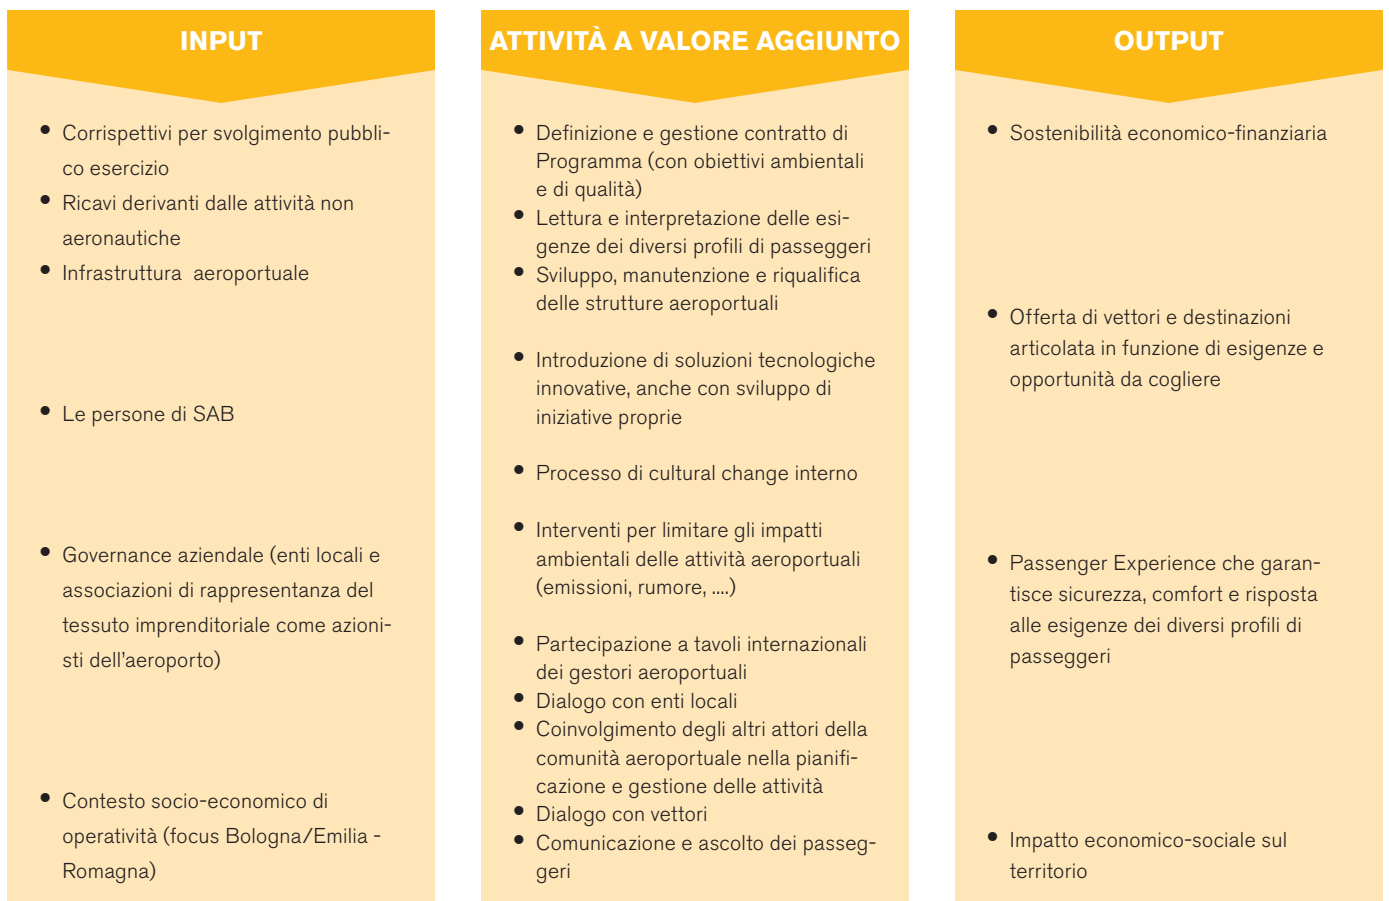 INPUT
Corrispettivi per svolgimento pubbli-
co esercizio
Ricavi derivanti dalle attività non
aeronautiche
Infrastruttura aeroportuale
Le persone di SAB
Governance aziendale (enti locali e
associazioni di rappresentanza del
tessuto imprenditoriale come azioni-
sti dell'aeroporto)
Contesto socio-economico di
operatività (focus Bologna/Emilia -
Romagna)
ATTIVITÀ A VALORE AGGIUNTO
Definizione e gestione contratto di
Programma (con obiettivi ambientali
e di qualità)
Lettura e interpretazione delle esi-
genze dei diversi profili di passeggeri
Sviluppo, manutenzione e riqualifica
delle strutture aeroportuali
Introduzione di soluzioni tecnologiche
innovative, anche con sviluppo di
iniziative proprie
Processo di cultural change interno
Interventi per limitare gli impatti
ambientali delle attività aeroportuali
(emissioni, rumore, ....)
Partecipazione a tavoli internazionali
dei gestori aeroportuali
Dialogo con enti locali
Coinvolgimento degli altri attori della
comunità aeroportuale nella pianifi-
cazione e gestione delle attività
Dialogo con vettori
Comunicazione e ascolto dei passeg-
geri
OUTPUT
Sostenibilità economico-finanziaria
Offerta di vettori e destinazioni
articolata in funzione di esigenze e
opportunità da cogliere
Passenger Experience che garan-
tisce sicurezza, comfort e risposta
alle esigenze dei diversi profili di
passeggeri
Impatto economico-sociale sul
territorio